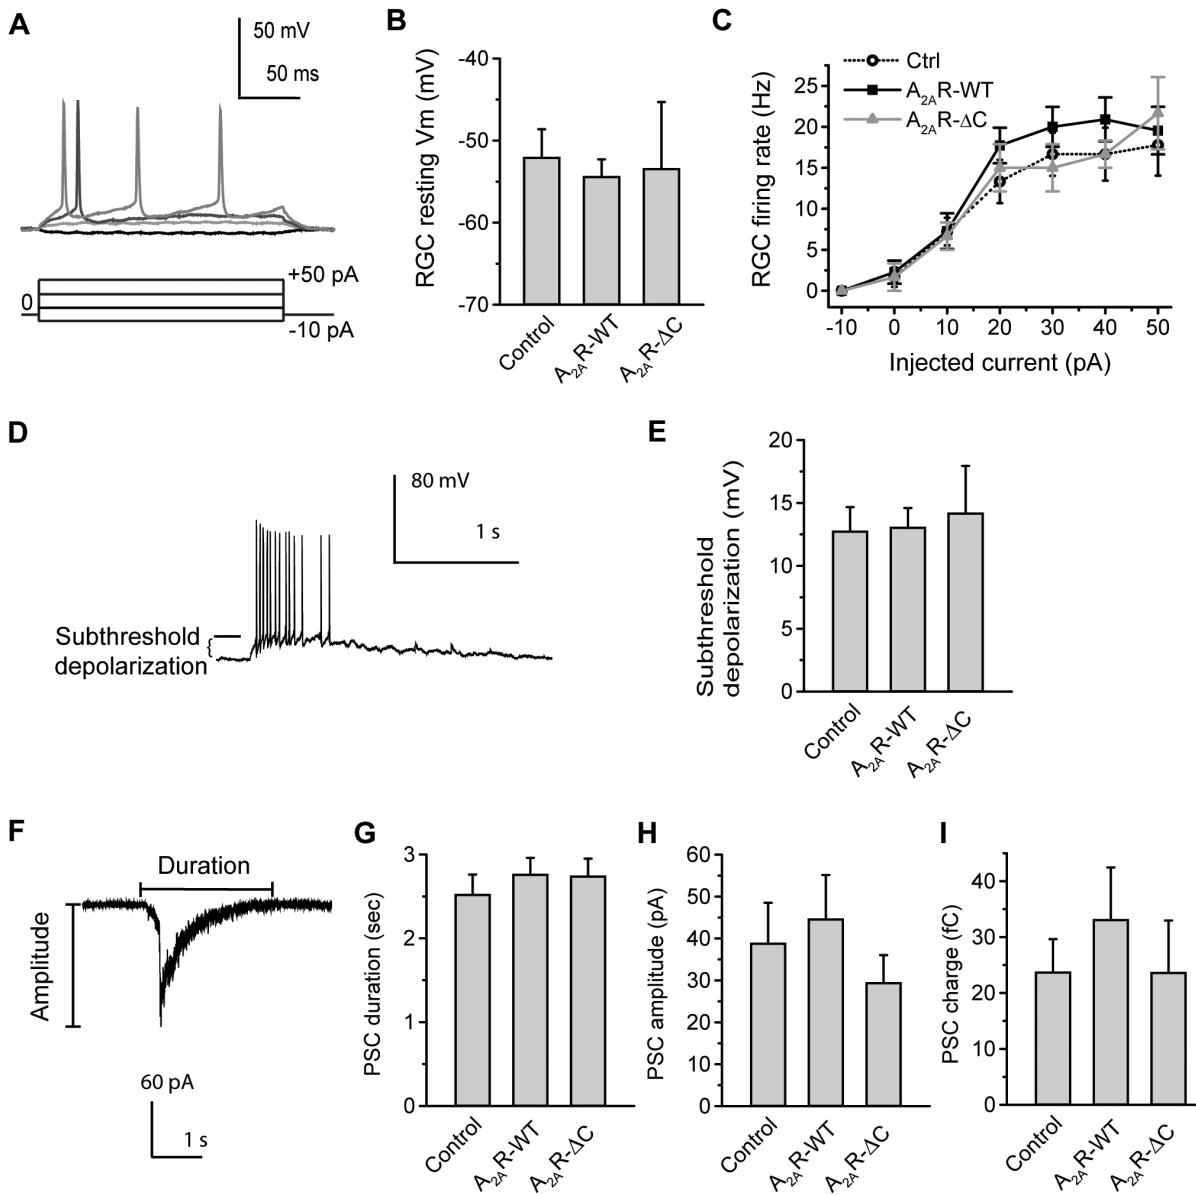 A
50 mV
50 ms
0
+50 pA
-10 pA
B
RGC resting Vm (mV)
-40
-50
-60
-70
Control
A2AR-WT
A2AR-ΔC
C
RGC firing rate (Hz)
Ctrl
A2AR-WT
A2AR-ΔC
25
20
15
10
5
0
-10 0 10 20 30 40 50
Injected current (pA)
D
80 mV
1 s
Subthreshold
depolarization
E
Subthreshold
depolarization (mV)
20
15
10
5
0
Control
A2AR-WT
A2AR-ΔC
F
Duration
Amplitude
60 pA
1 s
G
PSC duration (sec)
3
2
1
0
Control
A2AR-WT
A2AR-ΔC
H
PSC amplitude (pA)
60
50
40
30
20
10
0
Control
A2AR-WT
A2AR-ΔC
I
PSC charge (fC)
40
30
20
10
0
Control
A2AR-WT
A2AR-ΔC